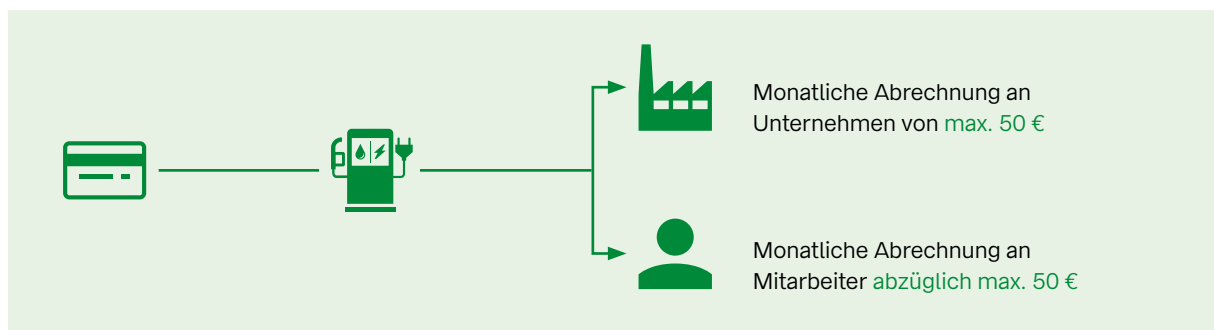 Monatliche Abrechnung an
Unternehmen von max. 50 €
Monatliche Abrechnung an
Mitarbeiter abzüglich max. 50 €